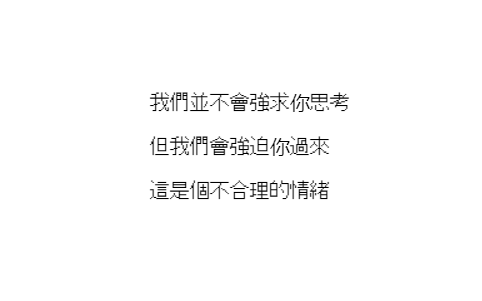 我們並不會強求你思考
但我們會強迫你過來
這是個不合理的情緒